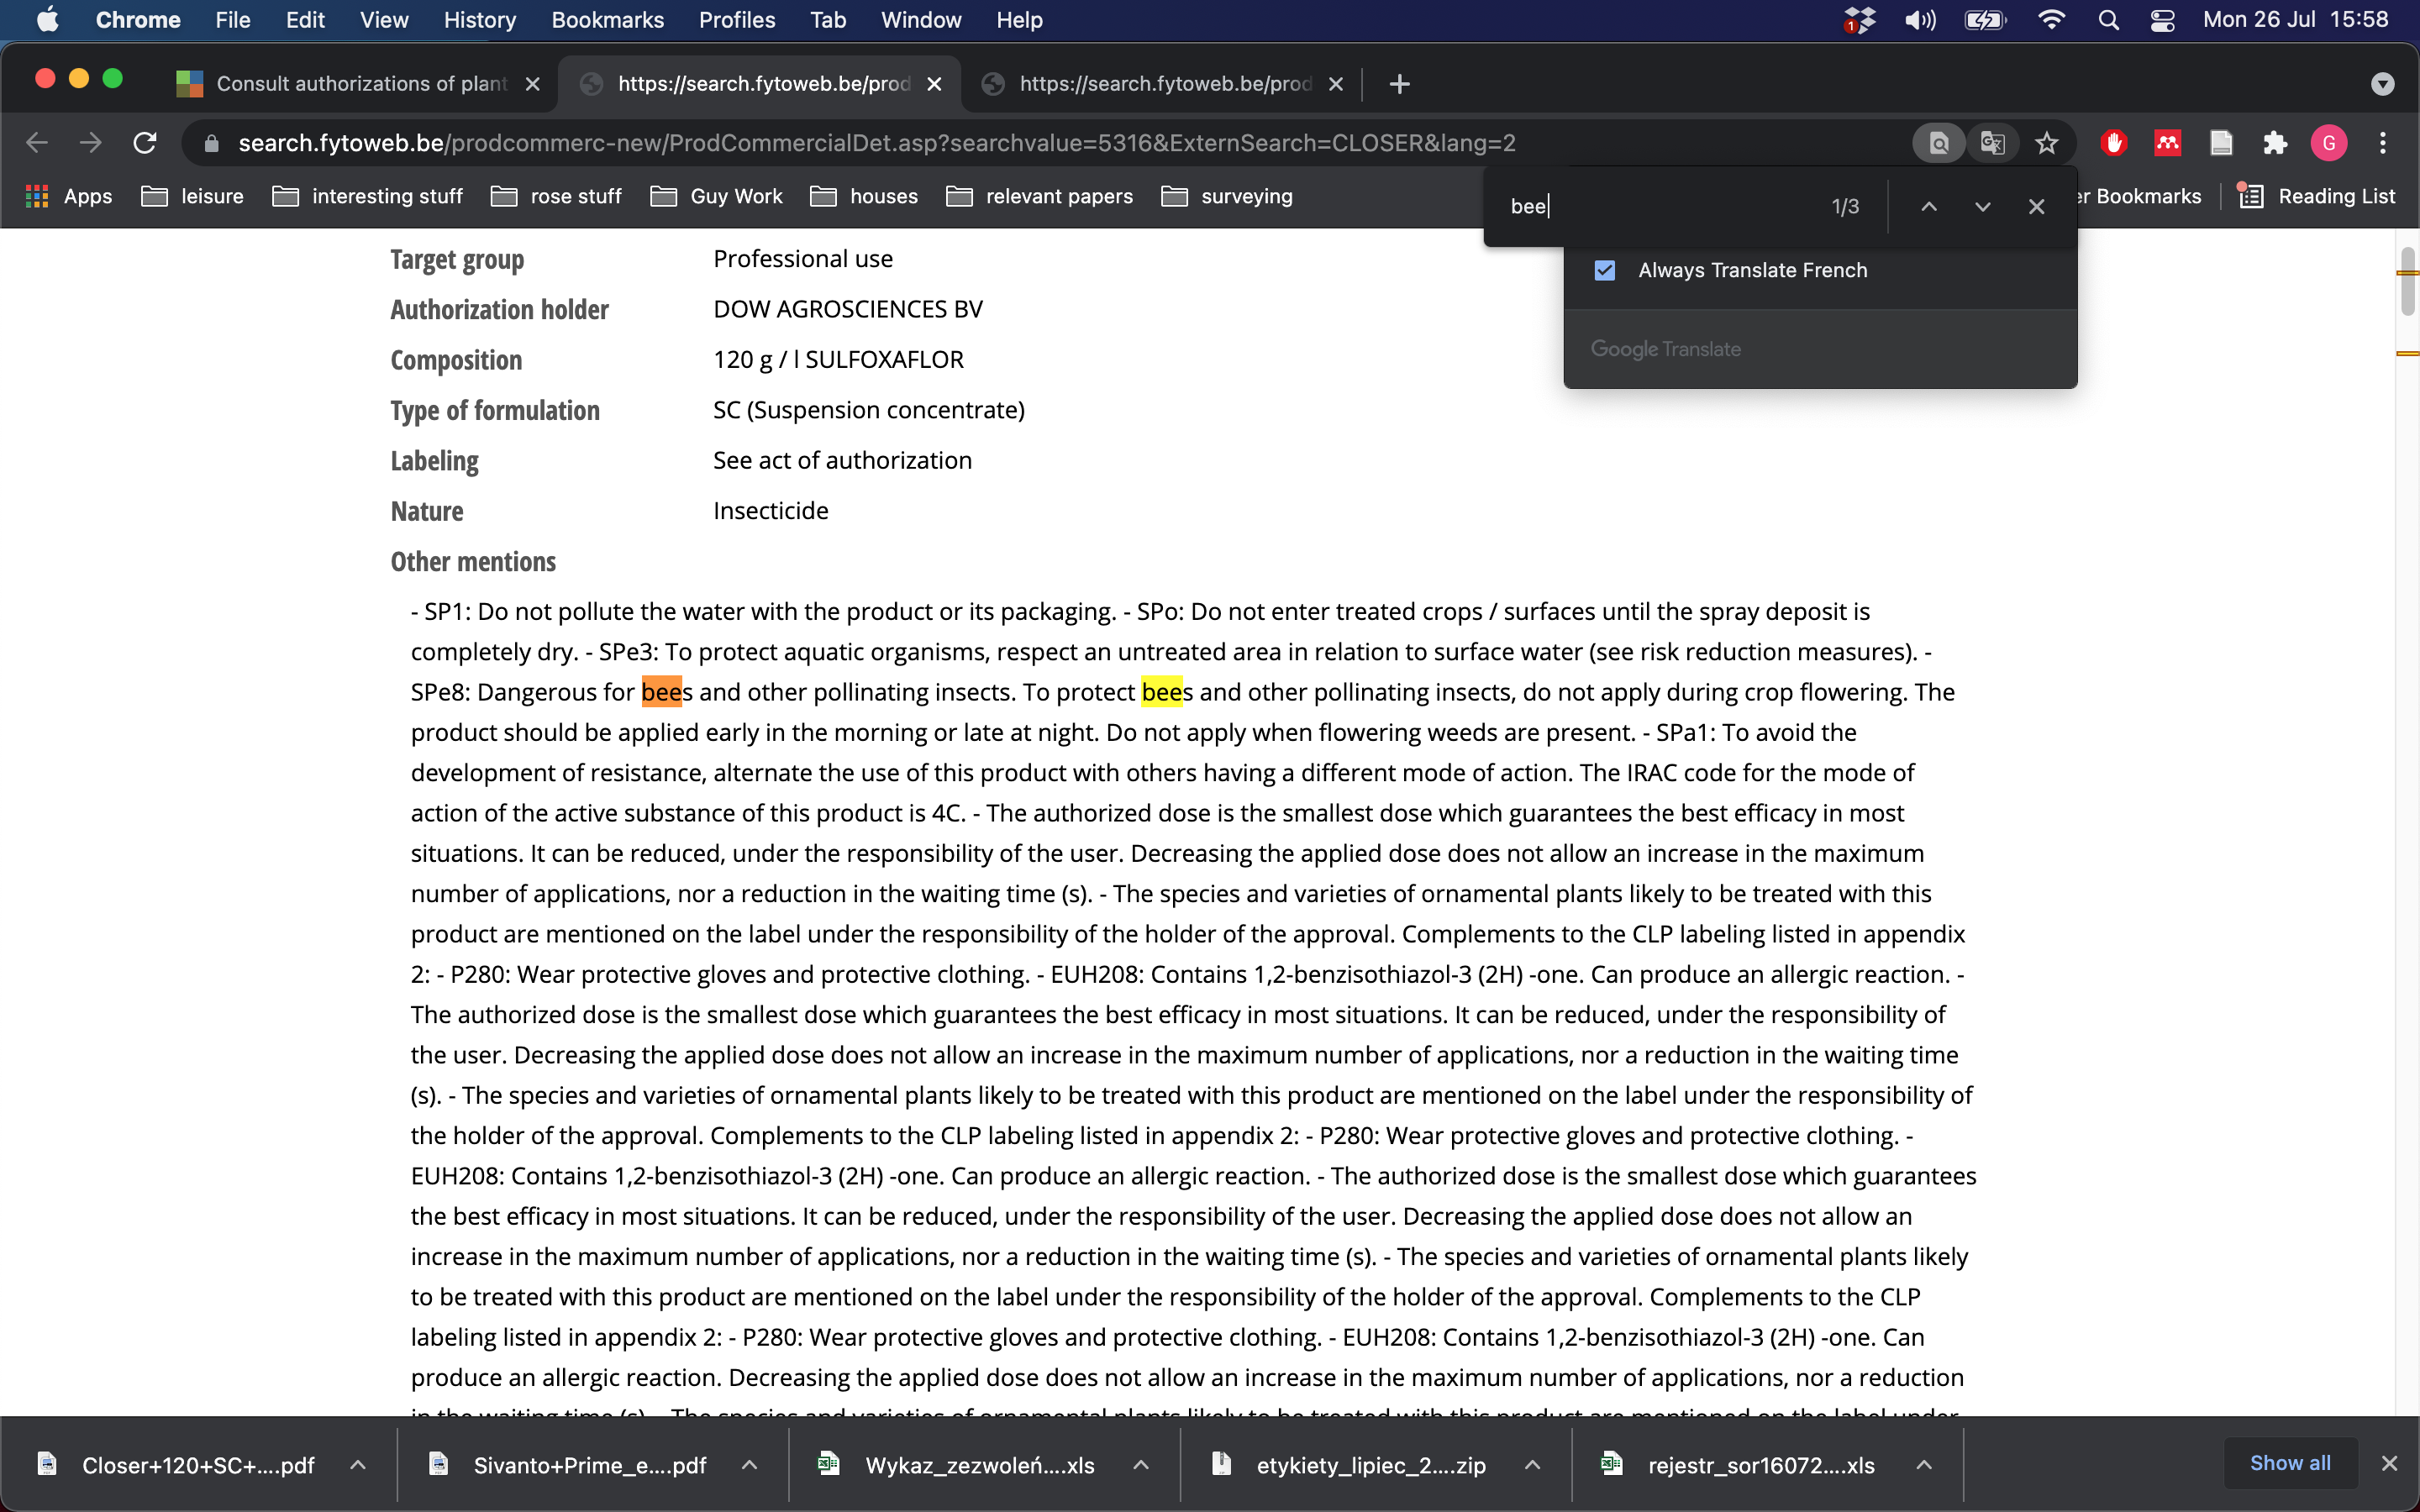 Chrome File Edit View History Bookmarks Profiles Tab Window Help 1 Mon 26 Jul 15:58
Consult authorizations of plant https://search.fytoweb.be/prod https://search.fytoweb.be/prod
search.fytoweb.be/prodcommerc-new/ProdCommercialDet.asp?searchvalue=5316&ExternSearch=CLOSER&lang=2 G
Apps leisure interesting stuff rose stuff Guy Work houses relevant papers surveying Bookmarks Reading List
bee 1/3
Always Translate French
Google Translate
Target group Professional use
Authorization holder DOW AGROSCIENCES BV
Composition 120 g / l SULFOXAFLOR
Type of formulation SC (Suspension concentrate)
Labeling See act of authorization
Nature Insecticide
Other mentions
- SP1: Do not pollute the water with the product or its packaging. - SPo: Do not enter treated crops / surfaces until the spray deposit is
completely dry. - SPe3: To protect aquatic organisms, respect an untreated area in relation to surface water (see risk reduction measures). -
SPe8: Dangerous for bees and other pollinating insects. To protect bees and other pollinating insects, do not apply during crop flowering. The
product should be applied early in the morning or late at night. Do not apply when flowering weeds are present. - SPa1: To avoid the
development of resistance, alternate the use of this product with others having a different mode of action. The IRAC code for the mode of
action of the active substance of this product is 4C. - The authorized dose is the smallest dose which guarantees the best efficacy in most
situations. It can be reduced, under the responsibility of the user. Decreasing the applied dose does not allow an increase in the maximum
number of applications, nor a reduction in the waiting time (s). - The species and varieties of ornamental plants likely to be treated with this
product are mentioned on the label under the responsibility of the holder of the approval. Complements to the CLP labeling listed in appendix
2: - P280: Wear protective gloves and protective clothing. - EUH208: Contains 1,2-benzisothiazol-3 (2H) -one. Can produce an allergic reaction. -
The authorized dose is the smallest dose which guarantees the best efficacy in most situations. It can be reduced, under the responsibility of
the user. Decreasing the applied dose does not allow an increase in the maximum number of applications, nor a reduction in the waiting time
(s). - The species and varieties of ornamental plants likely to be treated with this product are mentioned on the label under the responsibility of
the holder of the approval. Complements to the CLP labeling listed in appendix 2: - P280: Wear protective gloves and protective clothing. -
EUH208: Contains 1,2-benzisothiazol-3 (2H) -one. Can produce an allergic reaction. - The authorized dose is the smallest dose which guarantees
the best efficacy in most situations. It can be reduced, under the responsibility of the user. Decreasing the applied dose does not allow an
increase in the maximum number of applications, nor a reduction in the waiting time (s). - The species and varieties of ornamental plants likely
to be treated with this product are mentioned on the label under the responsibility of the holder of the approval. Complements to the CLP
labeling listed in appendix 2: - P280: Wear protective gloves and protective clothing. - EUH208: Contains 1,2-benzisothiazol-3 (2H) -one. Can
produce an allergic reaction. Decreasing the applied dose does not allow an increase in the maximum number of applications, nor a reduction
in the waiting time (s). - The species and varieties of ornamental plants likely to be treated with this product are mentioned on the label under
Closer+120+SC+....pdf Sivanto+Prime_e....pdf Wykaz_zezwoleń....xls etykiety_lipiec_2....zip rejestr_sor16072....xls Show all